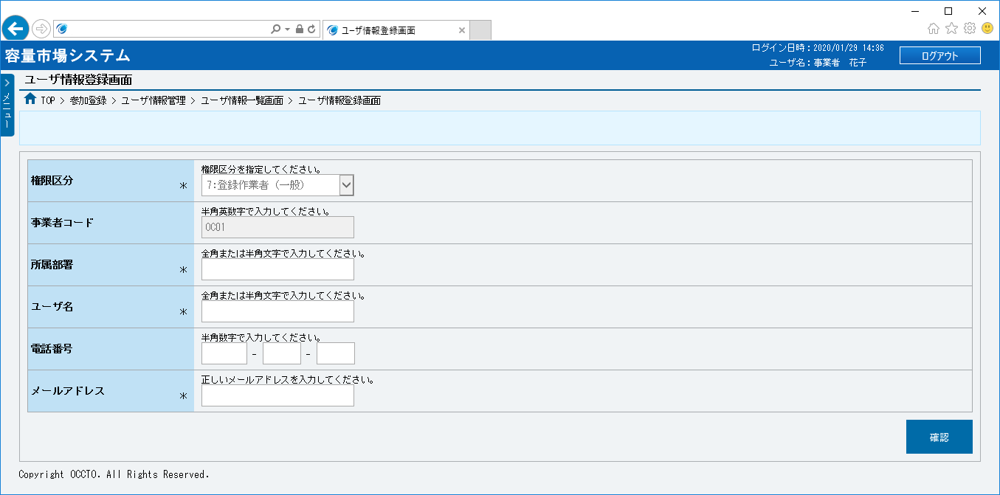 ユーザ情報登録画面
容量市場システム
ログイン日時：2020/01/29 14:36
ユーザ名：事業者　花子
ログアウト
メニュー
ユーザ情報登録画面
TOP > 参加登録 > ユーザ情報管理 > ユーザ情報一覧画面 > ユーザ情報登録画面
権限区分 *
権限区分を指定してください。
7:登録作業者（一般）
事業者コード
半角英数字で入力してください。
0C01
所属部署 *
全角または半角文字で入力してください。
ユーザ名 *
全角または半角文字で入力してください。
電話番号
半角数字で入力してください。
- -
メールアドレス *
正しいメールアドレスを入力してください。
確認
Copyright OCCTO. All Rights Reserved.